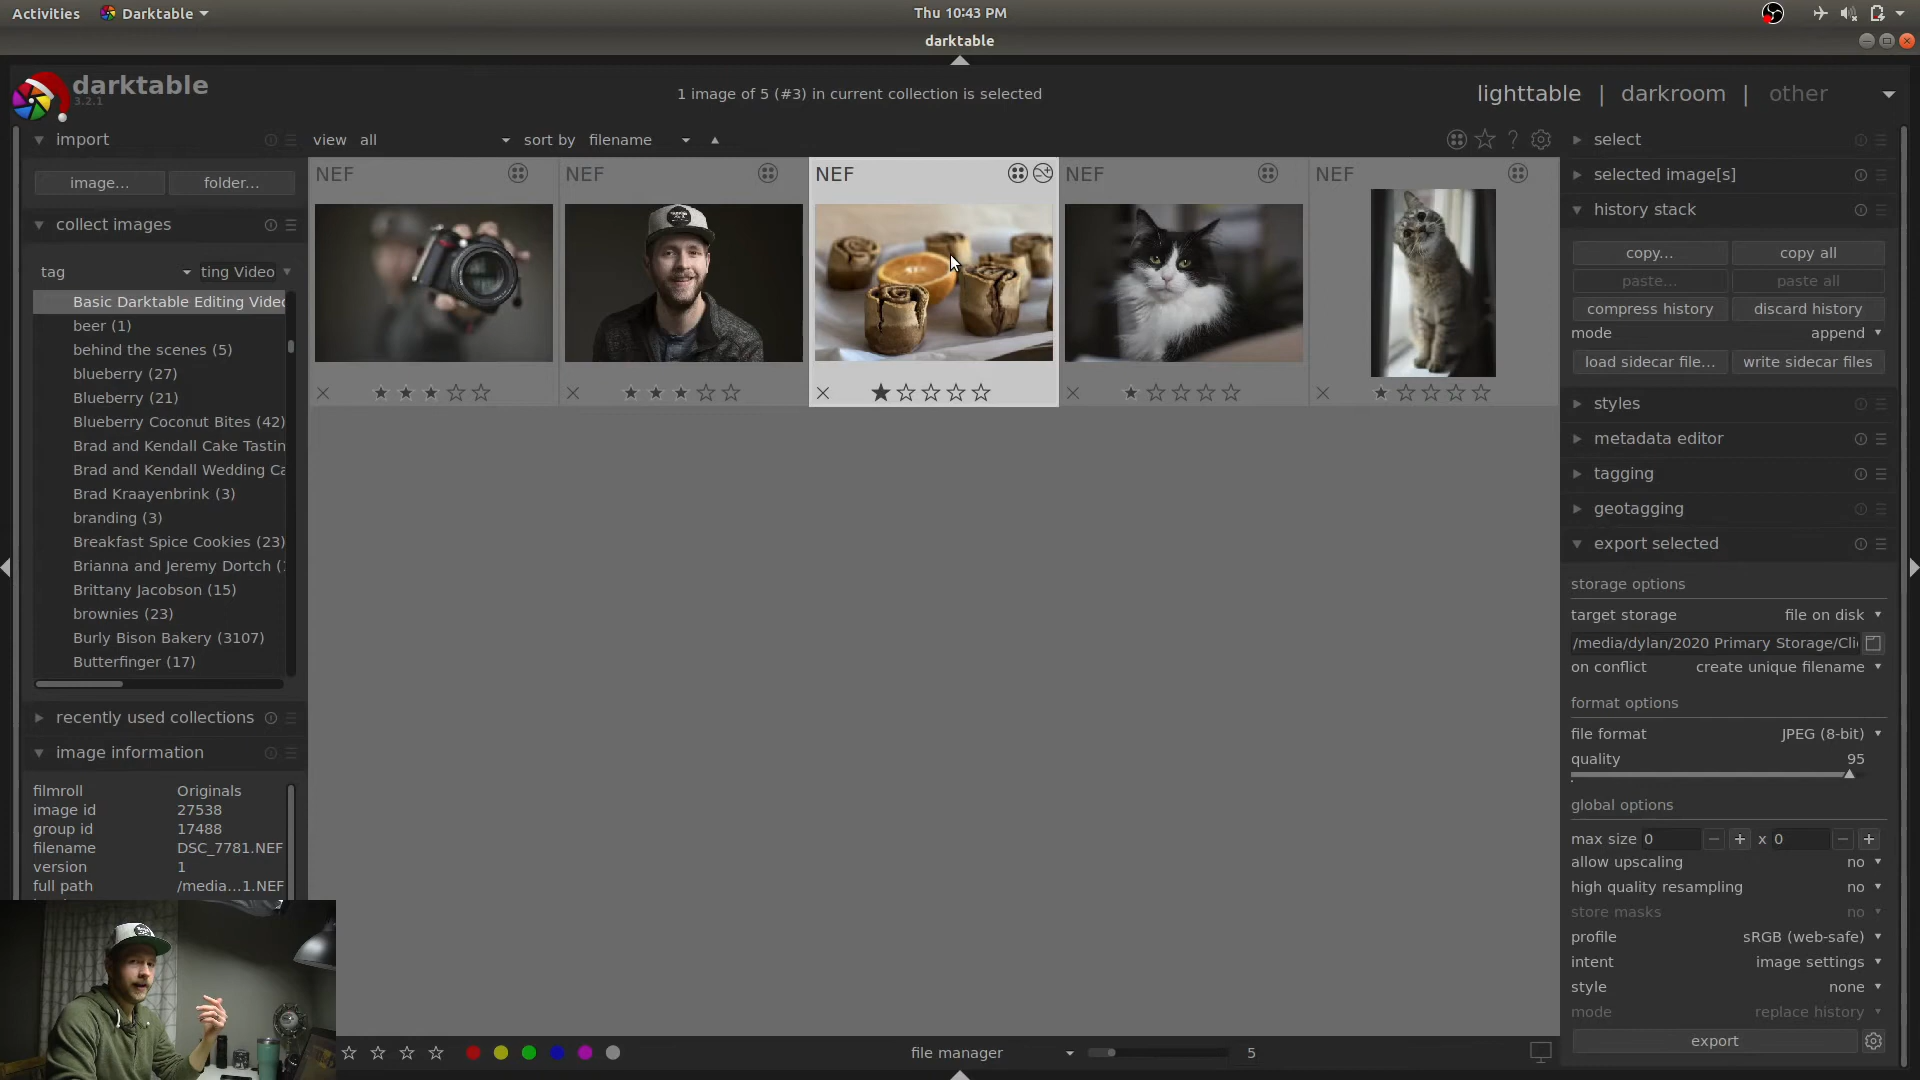 Activities Darktable Thu 10:43 PM
darktable
darktable
3.2.1
1 image of 5 (#3) in current collection is selected
lighttable | darkroom | other
import
view all sort by filename
image... folder...
collect images
tag ting Video
Basic Darktable Editing Video
beer (1)
behind the scenes (5)
blueberry (27)
Blueberry (21)
Blueberry Coconut Bites (42)
Brad and Kendall Cake Tastin
Brad and Kendall Wedding Ca
Brad Kraayenbrink (3)
branding (3)
Breakfast Spice Cookies (23)
Brianna and Jeremy Dortch (
Brittany Jacobson (15)
brownies (23)
Burly Bison Bakery (3107)
Butterfinger (17)
recently used collections
image information
filmroll Originals
image id 27538
group id 17488
filename DSC_7781.NEF
version 1
full path /media...1.NEF
NEF NEF NEF NEF NEF
file manager 5
select
selected image[s]
history stack
copy... copy all
paste... paste all
compress history discard history
mode append
load sidecar file... write sidecar files
styles
metadata editor
tagging
geotagging
export selected
storage options
target storage file on disk
/media/dylan/2020 Primary Storage/Cli
on conflict create unique filename
format options
file format JPEG (8-bit)
quality 95
global options
max size 0 x 0
allow upscaling no
high quality resampling no
store masks no
profile sRGB (web-safe)
intent image settings
style none
mode replace history
export